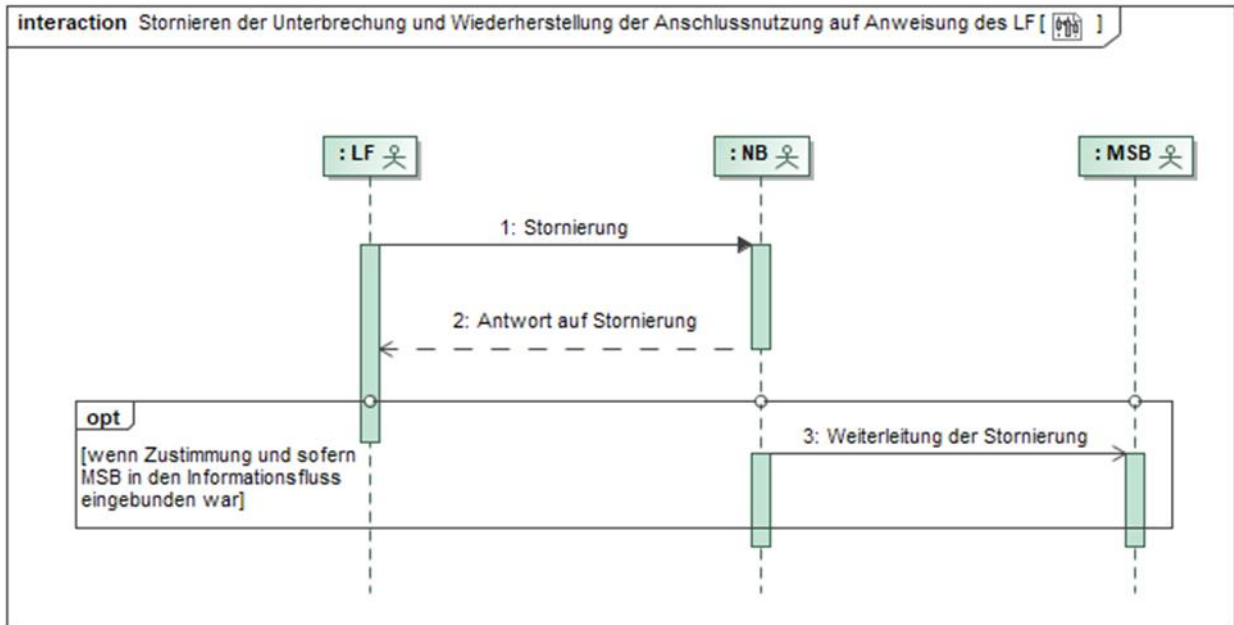 interaction Stornieren der Unterbrechung und Wiederherstellung der Anschlussnutzung auf Anweisung des LF [ ]
: LF
: NB
: MSB
1: Stornierung
2: Antwort auf Stornierung
opt
[wenn Zustimmung und sofern
MSB in den Informationsfluss
eingebunden war]
3: Weiterleitung der Stornierung